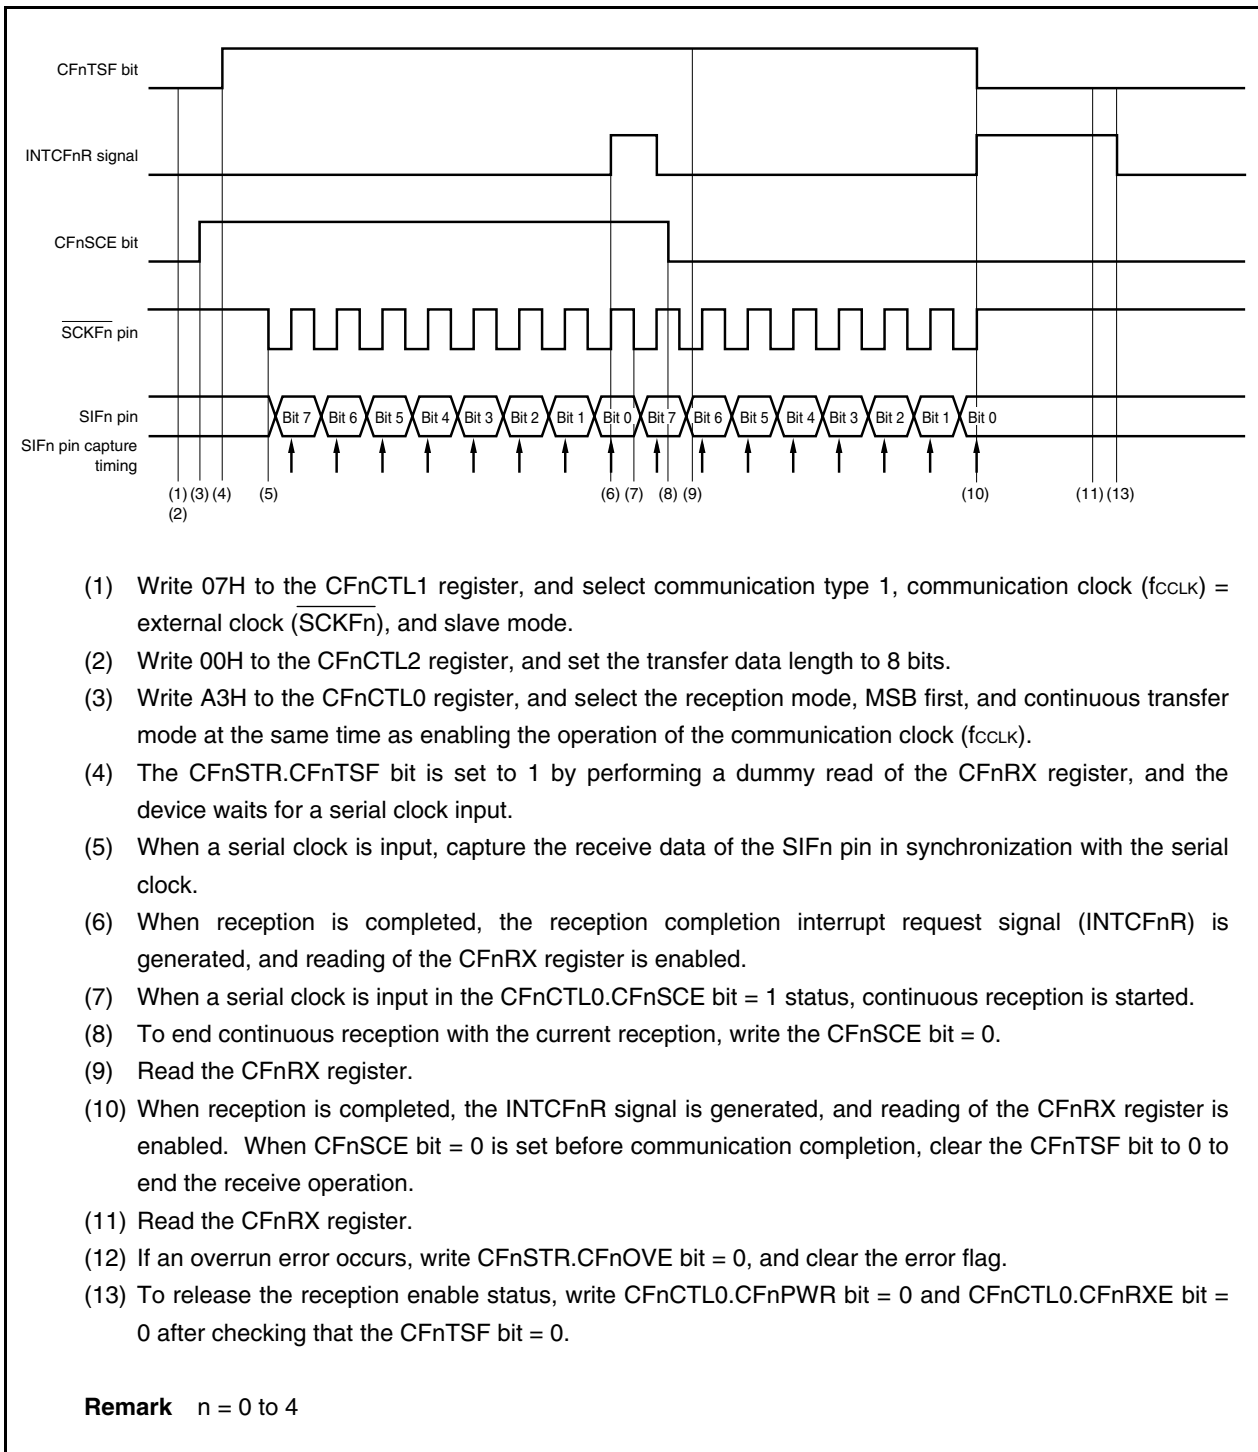 CFnTSF bit
INTCFnR signal
CFnSCE bit
SCKFn pin
SIFn pin
Bit 7 Bit 6 Bit 5 Bit 4 Bit 3 Bit 2 Bit 1 Bit 0 Bit 7 Bit 6 Bit 5 Bit 4 Bit 3 Bit 2 Bit 1 Bit 0
SIFn pin capture
timing
(1) (3) (4) (5) (6) (7) (8) (9) (10) (11) (13)
(2)
(1) Write 07H to the CFnCTL1 register, and select communication type 1, communication clock (fCCLK) =
external clock (SCKFn), and slave mode.
(2) Write 00H to the CFnCTL2 register, and set the transfer data length to 8 bits.
(3) Write A3H to the CFnCTL0 register, and select the reception mode, MSB first, and continuous transfer
mode at the same time as enabling the operation of the communication clock (fCCLK).
(4) The CFnSTR.CFnTSF bit is set to 1 by performing a dummy read of the CFnRX register, and the
device waits for a serial clock input.
(5) When a serial clock is input, capture the receive data of the SIFn pin in synchronization with the serial
clock.
(6) When reception is completed, the reception completion interrupt request signal (INTCFnR) is
generated, and reading of the CFnRX register is enabled.
(7) When a serial clock is input in the CFnCTL0.CFnSCE bit = 1 status, continuous reception is started.
(8) To end continuous reception with the current reception, write the CFnSCE bit = 0.
(9) Read the CFnRX register.
(10) When reception is completed, the INTCFnR signal is generated, and reading of the CFnRX register is
enabled. When CFnSCE bit = 0 is set before communication completion, clear the CFnTSF bit to 0 to
end the receive operation.
(11) Read the CFnRX register.
(12) If an overrun error occurs, write CFnSTR.CFnOVE bit = 0, and clear the error flag.
(13) To release the reception enable status, write CFnCTL0.CFnPWR bit = 0 and CFnCTL0.CFnRXE bit =
0 after checking that the CFnTSF bit = 0.
Remark n = 0 to 4